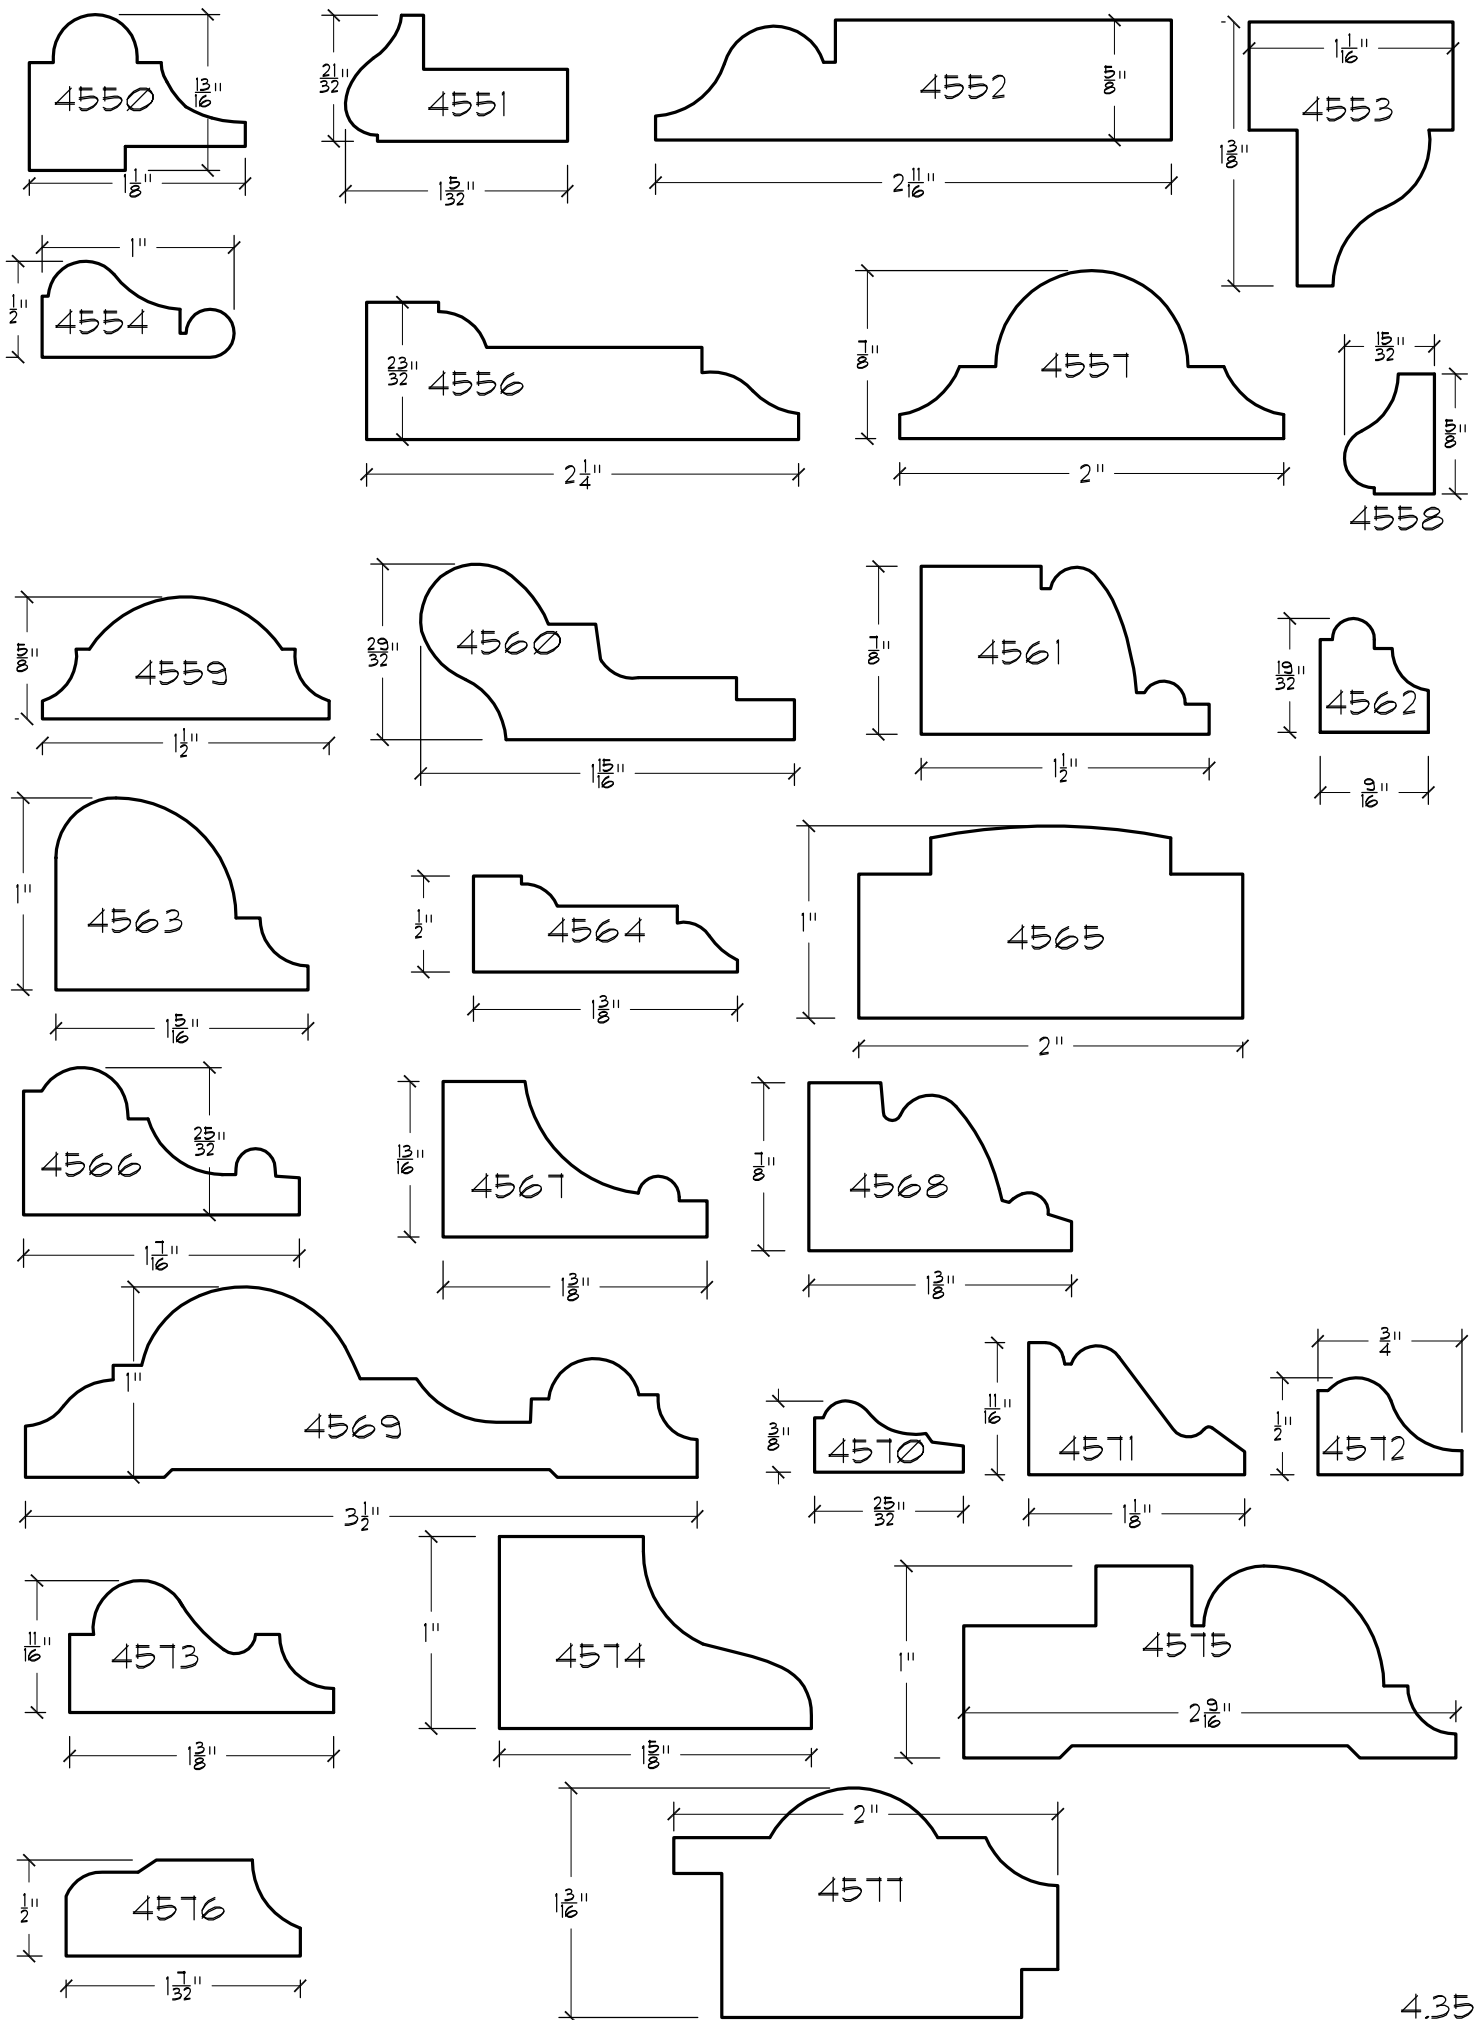 4550 13/16" 1 1/8"
4551 21/32" 1 5/32"
4552 5/8" 2 11/16"
4553 1 1/16" 1 3/8"
4554 1" 1/2"
4556 23/32" 2 1/4"
4557 7/8" 2"
4558 15/32" 5/8"
4559 5/8" 1 1/2"
4560 29/32" 1 15/16"
4561 7/8" 1 1/2"
4562 19/32" 9/16"
4563 1" 1 5/16"
4564 1/2" 1 3/8"
4565 1" 2"
4566 25/32" 1 7/16"
4567 13/16" 1 3/8"
4568 7/8" 1 3/8"
4569 1" 3 1/2"
4570 3/8" 25/32"
4571 11/16" 1 1/8"
4572 3/4" 1/2"
4573 11/16" 1 3/8"
4574 1" 1 5/8"
4575 1" 2 9/16"
4576 1/2" 1 7/32"
4577 2" 1 3/16"
4.35